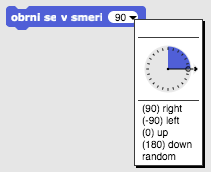 obrni se v smeri 90
(90) right
(-90) left
(0) up
(180) down
random